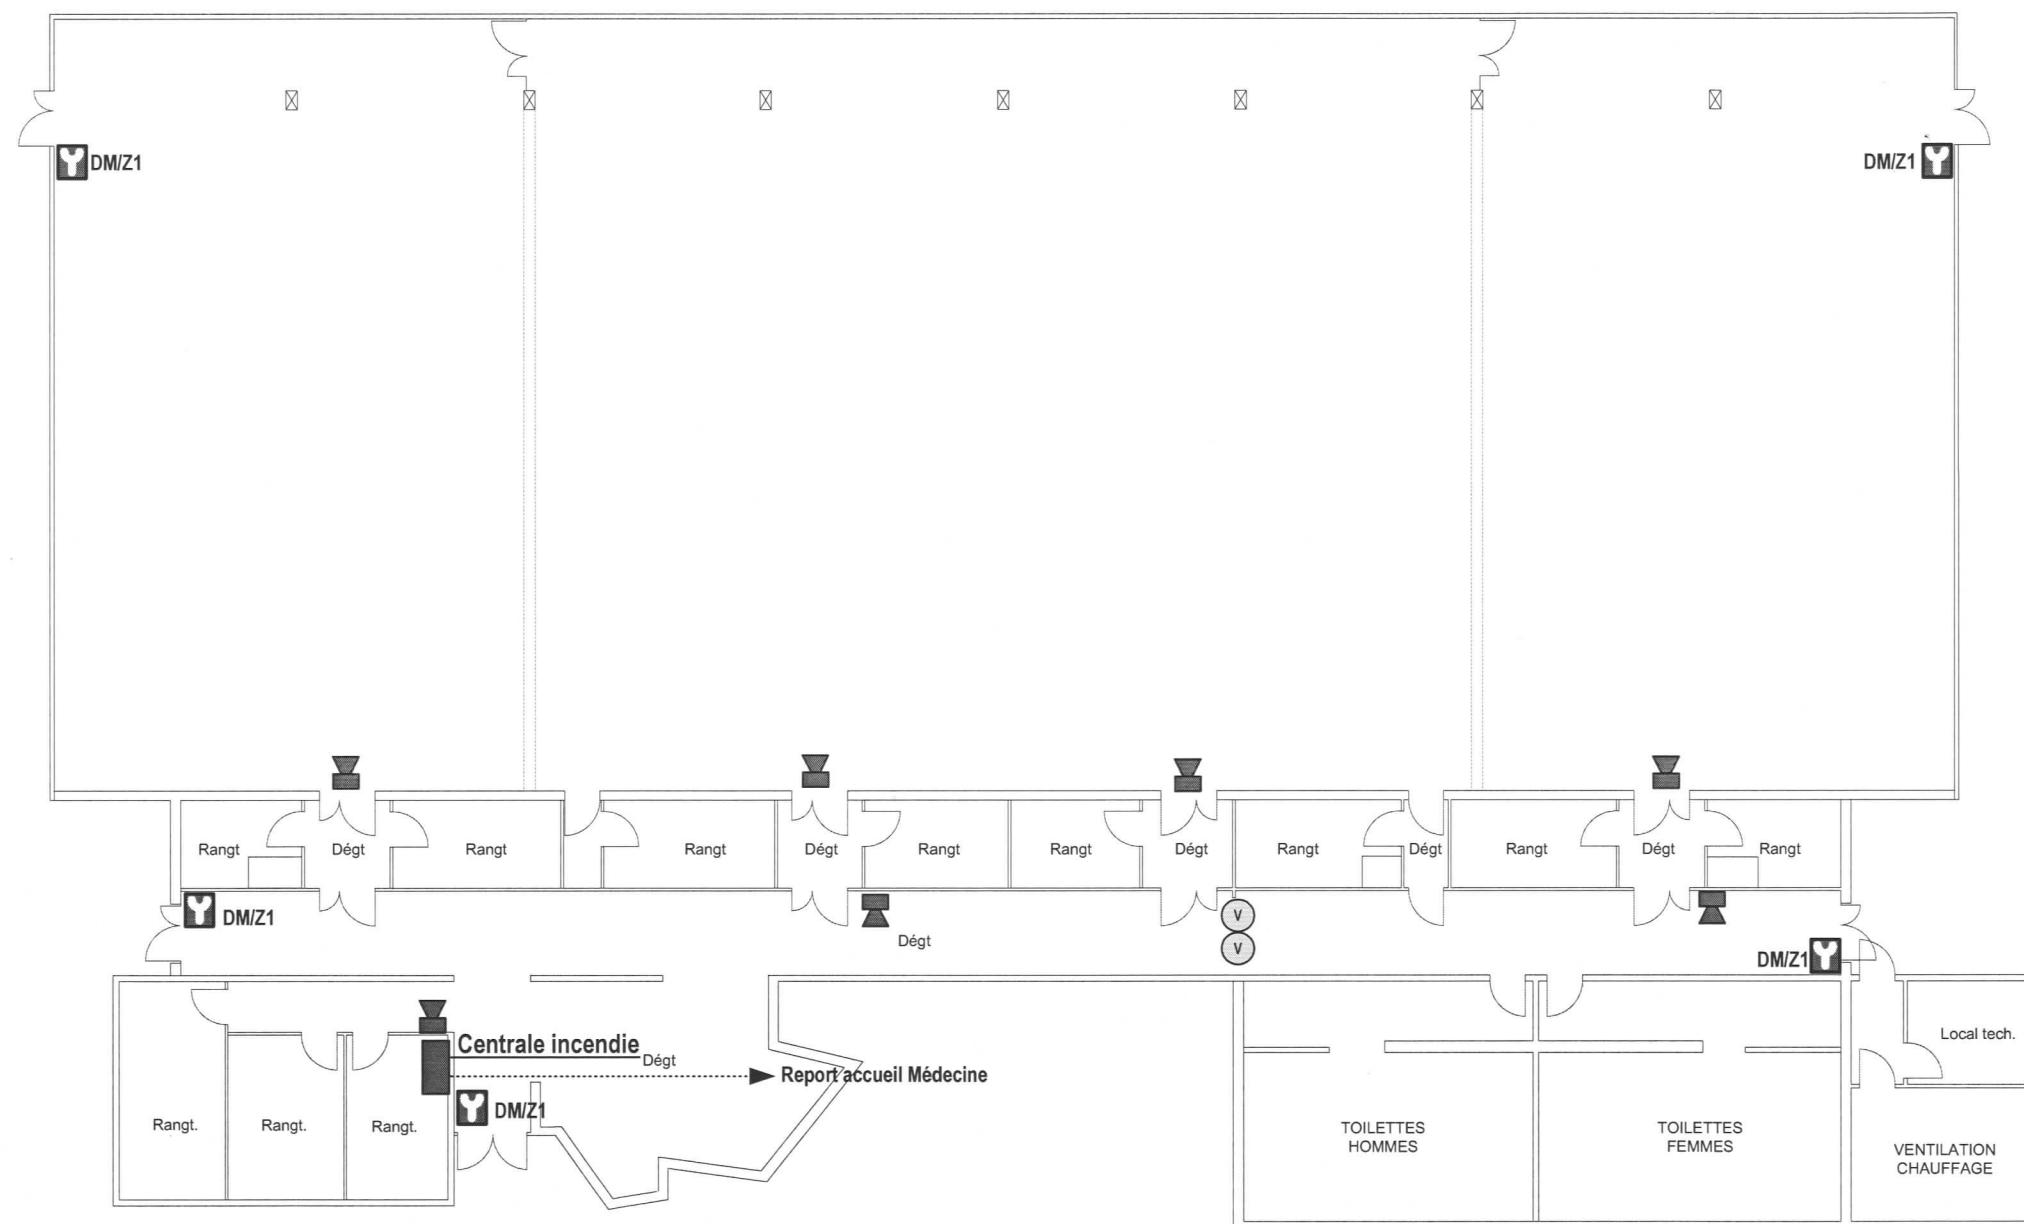 DM/Z1
DM/Z1
Rangt
Dégt
Rangt
Rangt
Dégt
Rangt
Rangt
Dégt
Rangt
Dégt
Rangt
Dégt
Rangt
DM/Z1
Dégt
V
V
DM/Z1
Centrale incendie
Dégt
Report accueil Médecine
DM/Z1
Rangt.
Rangt.
Rangt.
TOILETTES
HOMMES
TOILETTES
FEMMES
Local tech.
VENTILATION
CHAUFFAGE